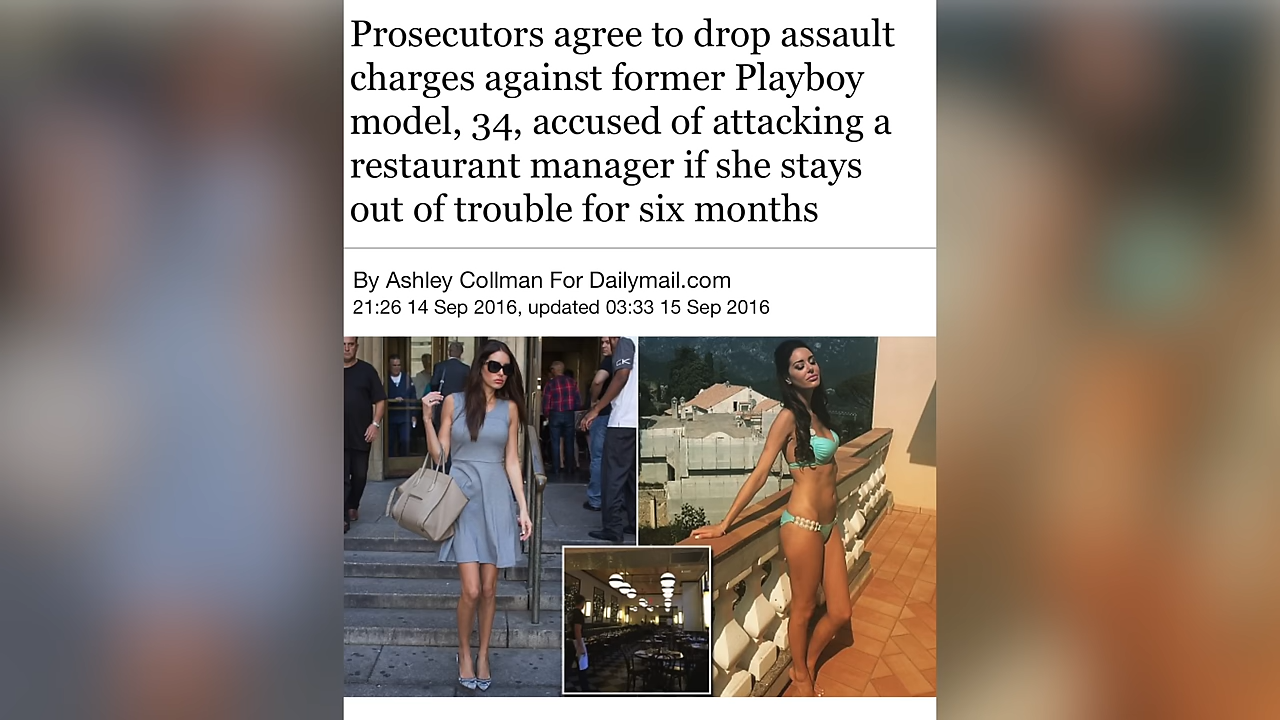 Prosecutors agree to drop assault
charges against former Playboy
model, 34, accused of attacking a
restaurant manager if she stays
out of trouble for six months
By Ashley Collman For Dailymail.com
21:26 14 Sep 2016, updated 03:33 15 Sep 2016